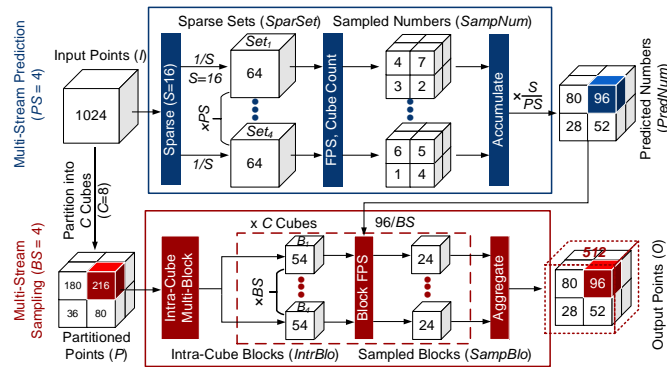 Sparse Sets (SparSet)
Sampled Numbers (SampNum)
Multi-Stream Prediction
(PS = 4)
Input Points (I)
1024
Sparse (S=16)
1/S
S=16
×PS
1/S
Set1
64
Set4
64
FPS, Cube Count
4 7
3 2
6 5
1 4
Accumulate
× S/PS
80 96
28 52
Predicted Numbers
(PredNum)
Partition into
C Cubes
(C=8)
Multi-Stream
Sampling (BS = 4)
180 216
36 80
Partitioned
Points (P)
Intra-Cube
Multi-Block
x C Cubes
96/BS
B1
54
×BS
B4
54
Block FPS
24
24
Aggregate
512
80 96
28 52
Output Points (O)
Intra-Cube Blocks (IntrBlo)
Sampled Blocks (SampBlo)